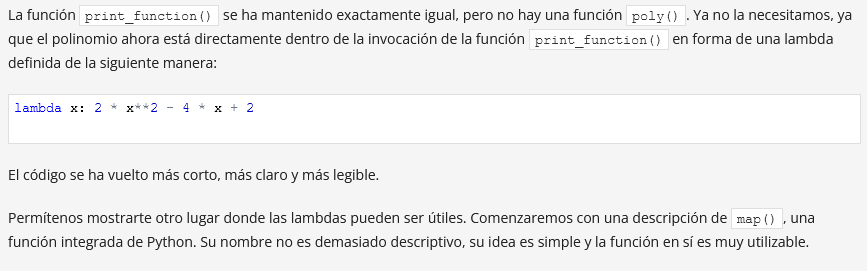 La función print_function() se ha mantenido exactamente igual, pero no hay una función poly() . Ya no la necesitamos, ya
que el polinomio ahora está directamente dentro de la invocación de la función print_function() en forma de una lambda
definida de la siguiente manera:
lambda x: 2 * x**2 - 4 * x + 2
El código se ha vuelto más corto, más claro y más legible.
Permítenos mostrarte otro lugar donde las lambdas pueden ser útiles. Comenzaremos con una descripción de map() , una
función integrada de Python. Su nombre no es demasiado descriptivo, su idea es simple y la función en sí es muy utilizable.